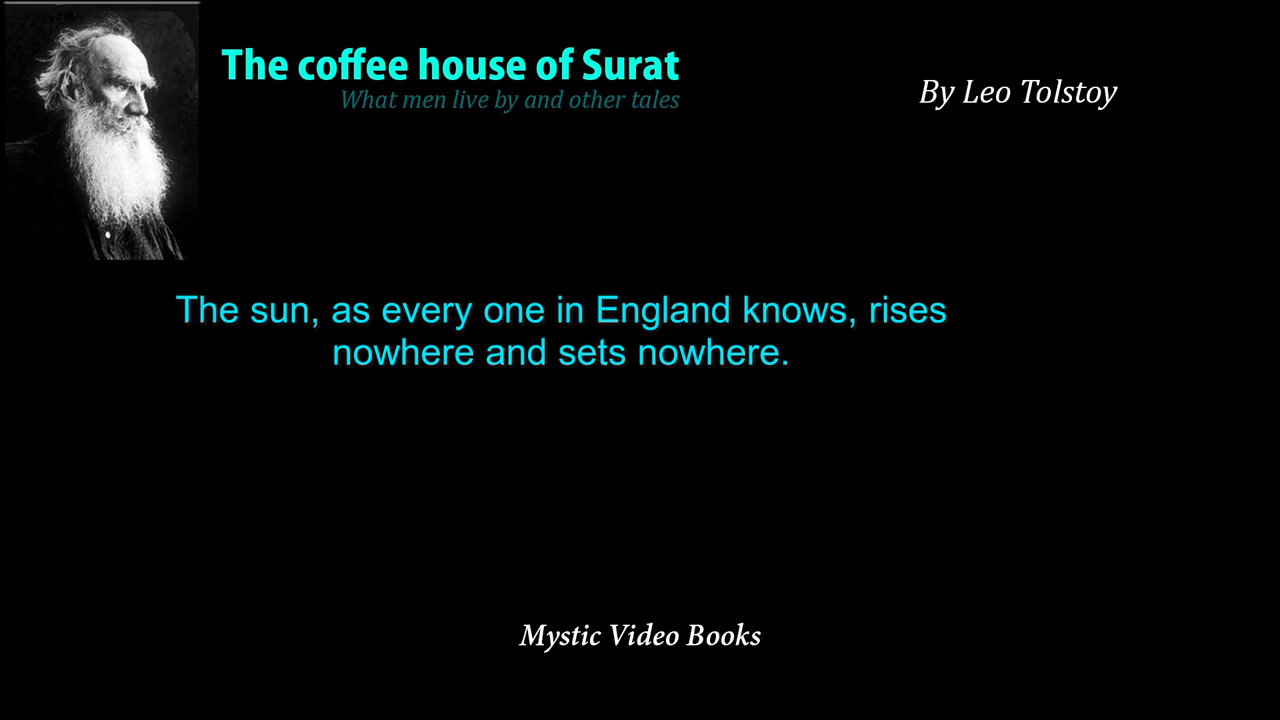 The coffee house of Surat
What men live by and other tales
By Leo Tolstoy
The sun, as every one in England knows, rises
nowhere and sets nowhere.
Mystic Video Books